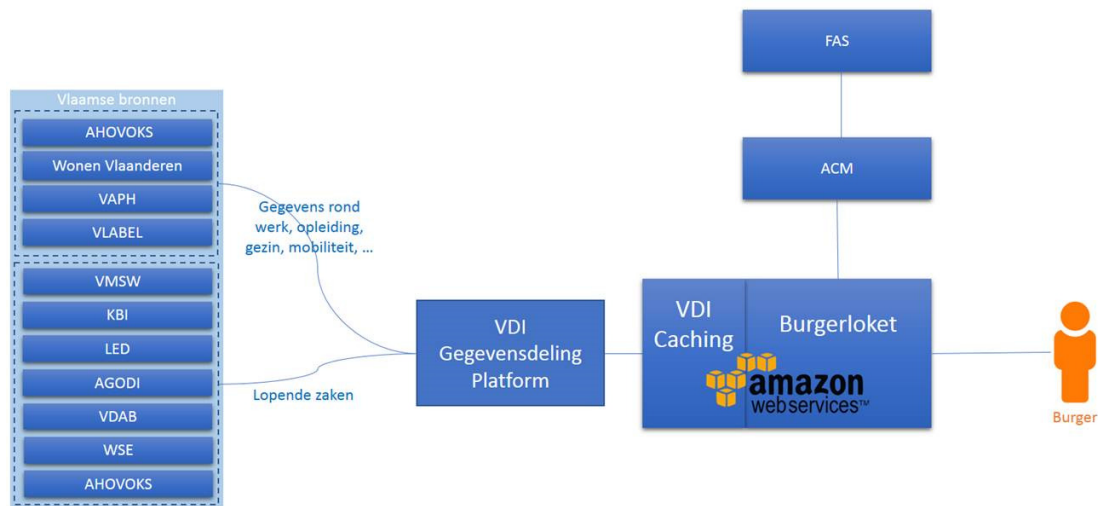 Vlaamse bronnen
AHOVOKS
Wonen Vlaanderen
VAPH
VLABEL
VMSW
KBI
LED
AGODI
VDAB
WSE
AHOVOKS
Gegevens rond
werk, opleiding,
gezin, mobiliteit, ...
Lopende zaken
VDI
Gegevensdeling
Platform
FAS
ACM
VDI
Caching
Burgerloket
amazon
webservices™
Burger